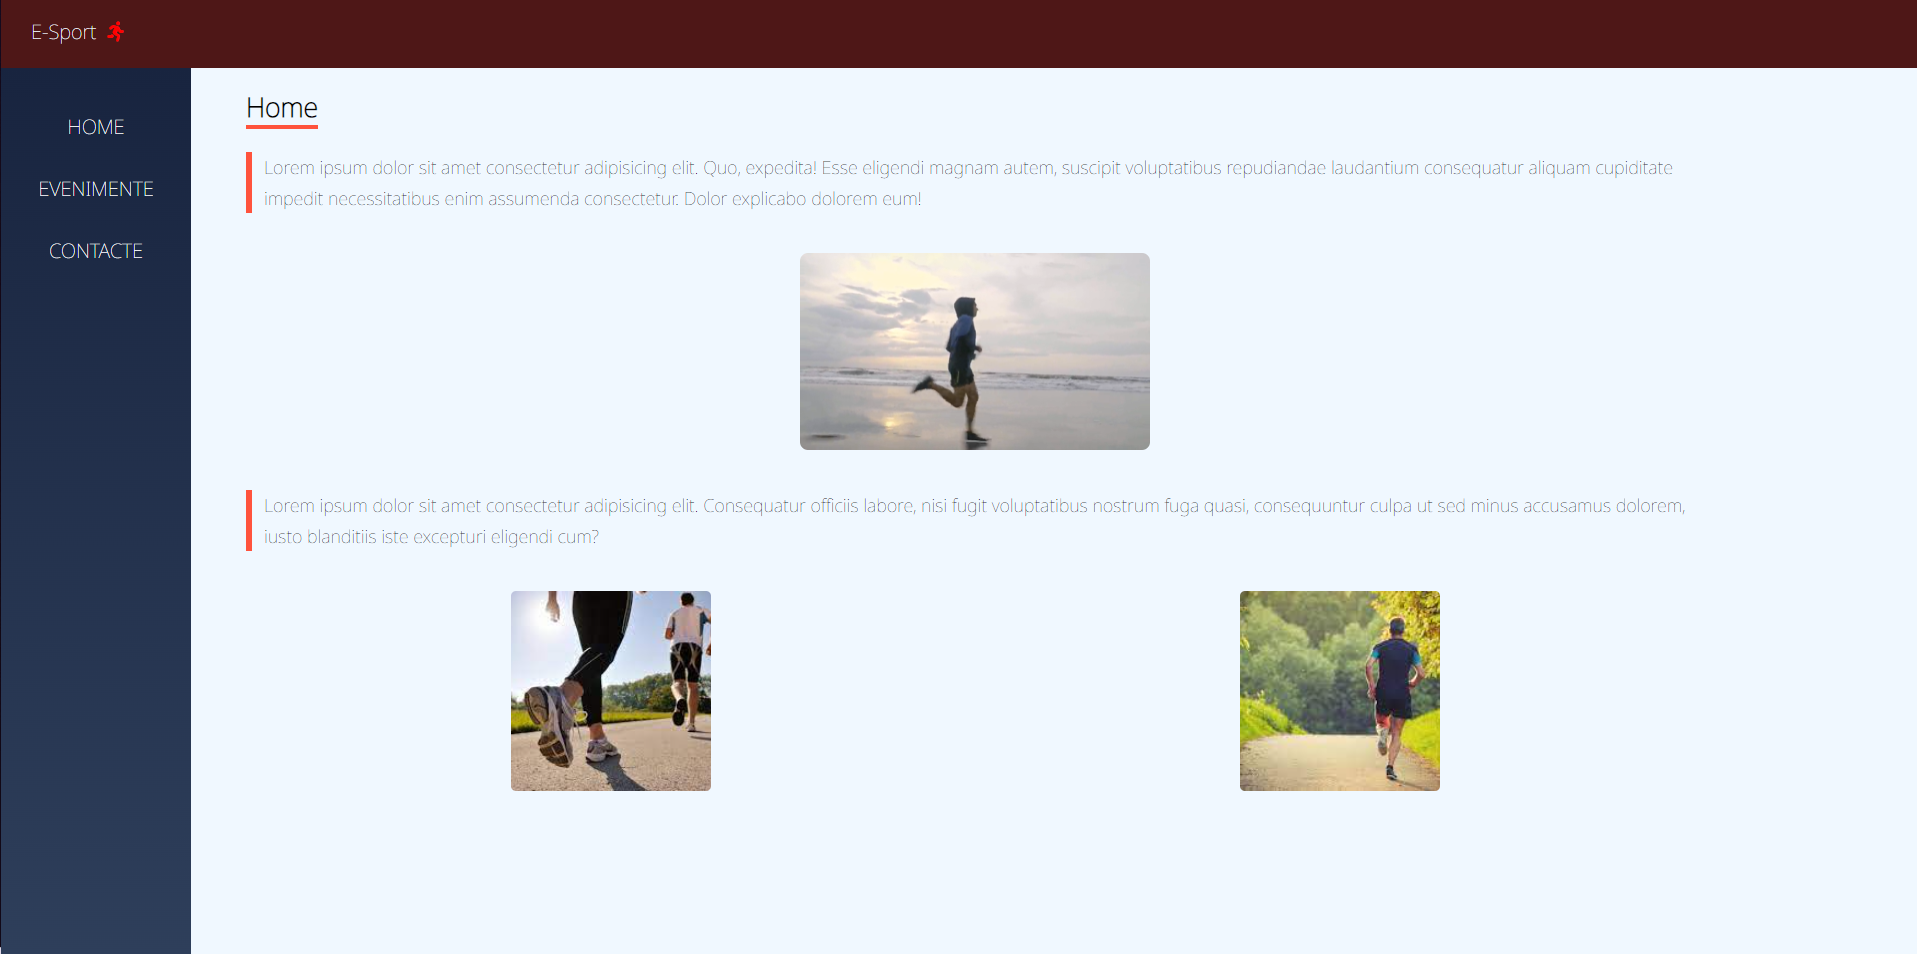 E-Sport
HOME
EVENIMENTE
CONTACTE
Home
Lorem ipsum dolor sit amet consectetur adipisicing elit. Quo, expedita! Esse eligendi magnam autem, suscipit voluptatibus repudiandae laudantium consequatur aliquam cupiditate
impedit necessitatibus enim assumenda consectetur. Dolor explicabo dolorem eum!
Lorem ipsum dolor sit amet consectetur adipisicing elit. Consequatur officiis labore, nisi fugit voluptatibus nostrum fuga quasi, consequuntur culpa ut sed minus accusamus dolorem,
iusto blanditiis iste excepturi eligendi cum?